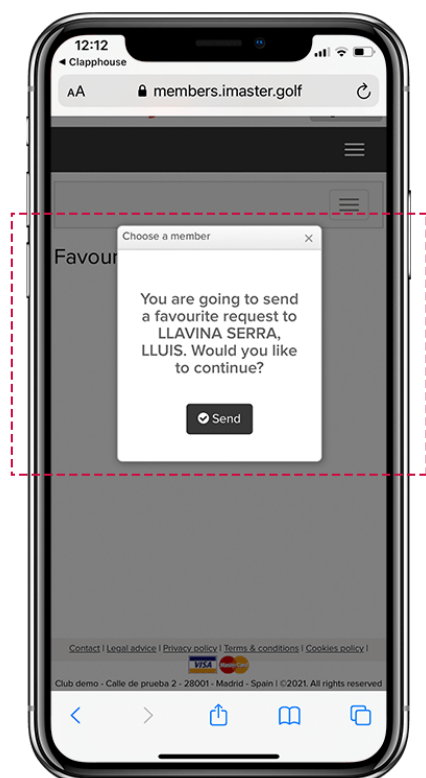 12:12
◀ Clapphouse
AA members.imaster.golf
Choose a member
Favour
You are going to send
a favourite request to
LLAVINA SERRA,
LLUIS. Would you like
to continue?
Send
Contact | Legal advice | Privacy policy | Terms & conditions | Cookies policy |
VISA
Club demo - Calle de prueba 2 - 28001 - Madrid - Spain | ©2021. All rights reserved